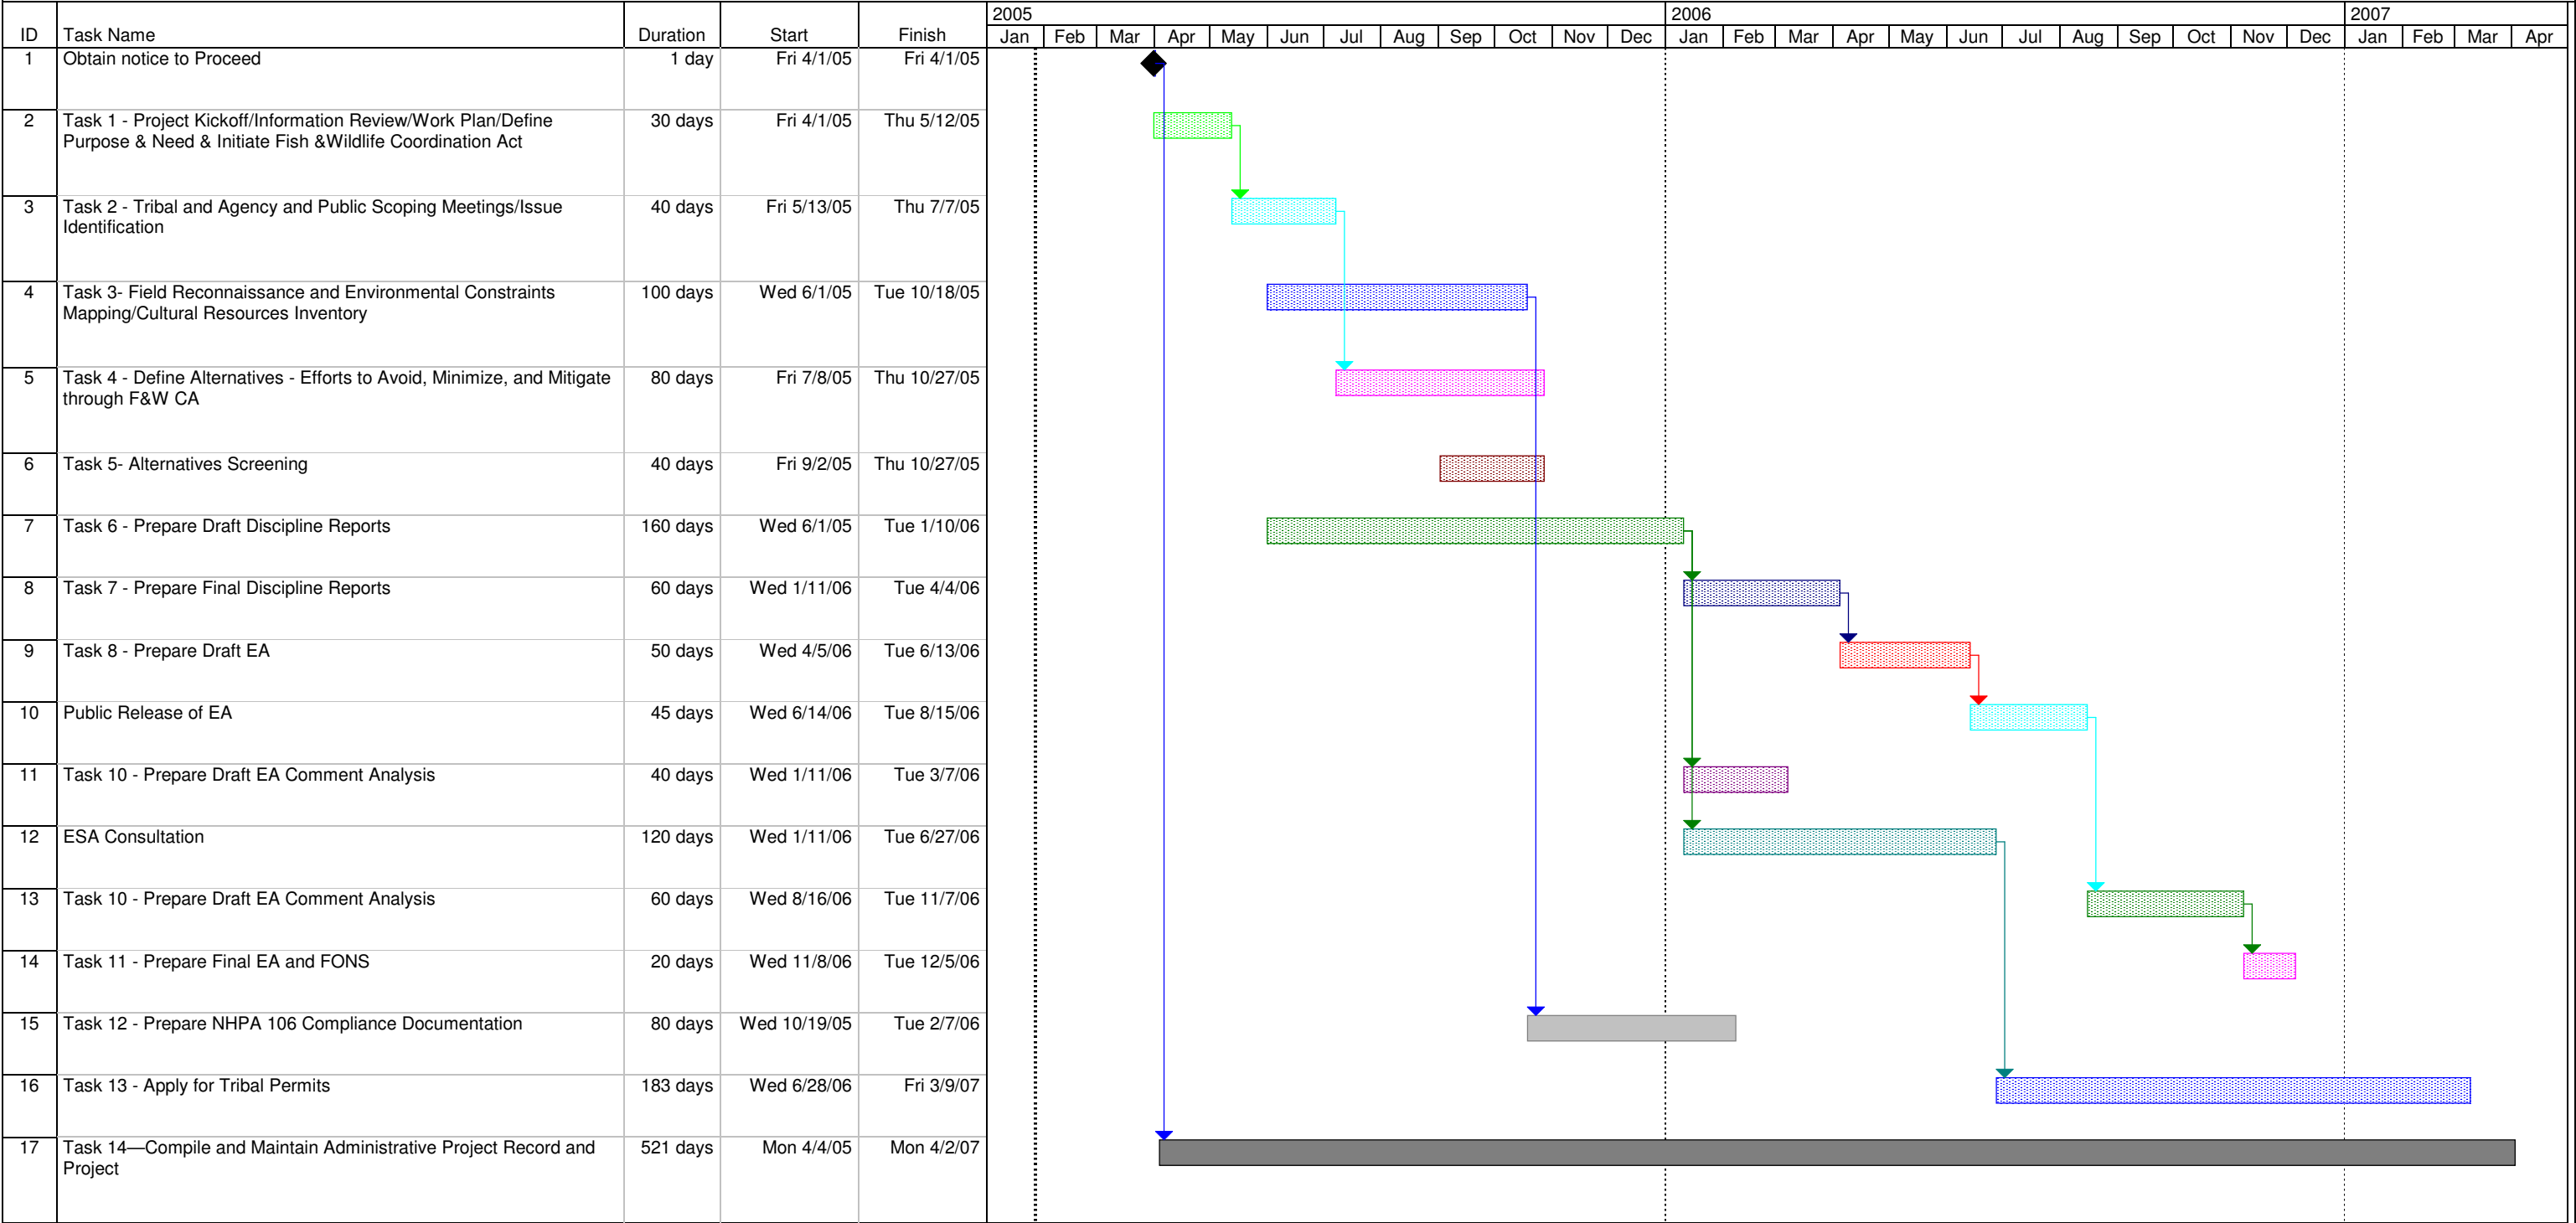 2005 2006 2007
ID Task Name Duration Start Finish Jan Feb Mar Apr May Jun Jul Aug Sep Oct Nov Dec Jan Feb Mar Apr May Jun Jul Aug Sep Oct Nov Dec Jan Feb Mar Apr
1 Obtain notice to Proceed 1 day Fri 4/1/05 Fri 4/1/05
2 Task 1 - Project Kickoff/Information Review/Work Plan/Define 30 days Fri 4/1/05 Thu 5/12/05
Purpose & Need & Initiate Fish &Wildlife Coordination Act
3 Task 2 - Tribal and Agency and Public Scoping Meetings/Issue 40 days Fri 5/13/05 Thu 7/7/05
Identification
4 Task 3- Field Reconnaissance and Environmental Constraints 100 days Wed 6/1/05 Tue 10/18/05
Mapping/Cultural Resources Inventory
5 Task 4 - Define Alternatives - Efforts to Avoid, Minimize, and Mitigate 80 days Fri 7/8/05 Thu 10/27/05
through F&W CA
6 Task 5- Alternatives Screening 40 days Fri 9/2/05 Thu 10/27/05
7 Task 6 - Prepare Draft Discipline Reports 160 days Wed 6/1/05 Tue 1/10/06
8 Task 7 - Prepare Final Discipline Reports 60 days Wed 1/11/06 Tue 4/4/06
9 Task 8 - Prepare Draft EA 50 days Wed 4/5/06 Tue 6/13/06
10 Public Release of EA 45 days Wed 6/14/06 Tue 8/15/06
11 Task 10 - Prepare Draft EA Comment Analysis 40 days Wed 1/11/06 Tue 3/7/06
12 ESA Consultation 120 days Wed 1/11/06 Tue 6/27/06
13 Task 10 - Prepare Draft EA Comment Analysis 60 days Wed 8/16/06 Tue 11/7/06
14 Task 11 - Prepare Final EA and FONS 20 days Wed 11/8/06 Tue 12/5/06
15 Task 12 - Prepare NHPA 106 Compliance Documentation 80 days Wed 10/19/05 Tue 2/7/06
16 Task 13 - Apply for Tribal Permits 183 days Wed 6/28/06 Fri 3/9/07
17 Task 14—Compile and Maintain Administrative Project Record and 521 days Mon 4/4/05 Mon 4/2/07
Project